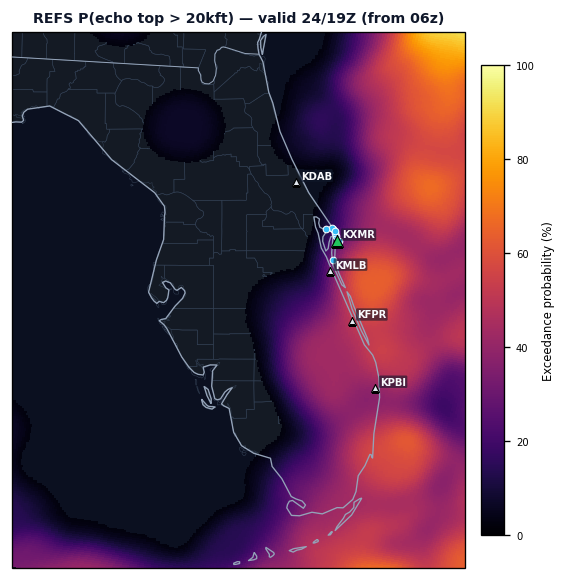 REFS P(echo top > 20kft) — valid 24/19Z (from 06z)
KDAB
KXMR
KMLB
KFPR
KPBI
100
80
60
40
20
0
Exceedance probability (%)